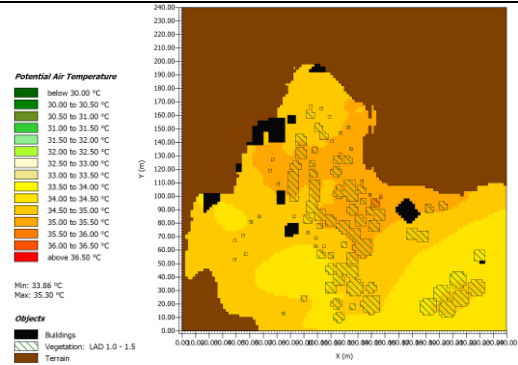 Potential Air Temperature
below 30.00 °C
30.00 to 30.50 °C
30.50 to 31.00 °C
31.00 to 31.50 °C
31.50 to 32.00 °C
32.00 to 32.50 °C
32.50 to 33.00 °C
33.00 to 33.50 °C
33.50 to 34.00 °C
34.00 to 34.50 °C
34.50 to 35.00 °C
35.00 to 35.50 °C
35.50 to 36.00 °C
36.00 to 36.50 °C
above 36.50 °C
Min: 33.86 °C
Max: 35.30 °C
Objects
Buildings
Vegetation: LAD 1.0 - 1.5
Terrain
240.00
230.00
220.00
210.00
200.00
190.00
180.00
170.00
160.00
150.00
140.00
130.00
120.00
110.00
100.00
90.00
80.00
70.00
60.00
50.00
40.00
30.00
20.00
10.00
0.00
Y (m)
X (m)